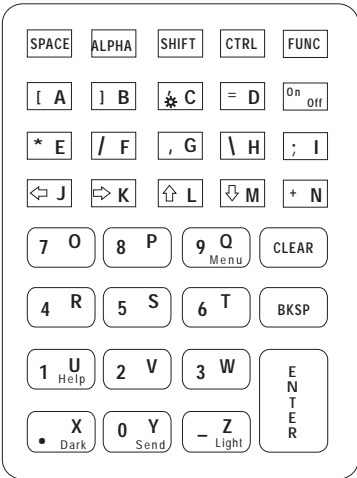 SPACE ALPHA SHIFT CTRL FUNC
[ A ] B C = D On Off
* E / F , G \ H ; I
⇦ J ⇨ K ⇧ L ⇩ M + N
7 O 8 P 9 Q CLEAR
Menu
4 R 5 S 6 T BKSP
1 U 2 V 3 W
Help
. X 0 Y – Z
Dark Send Light
ENTER